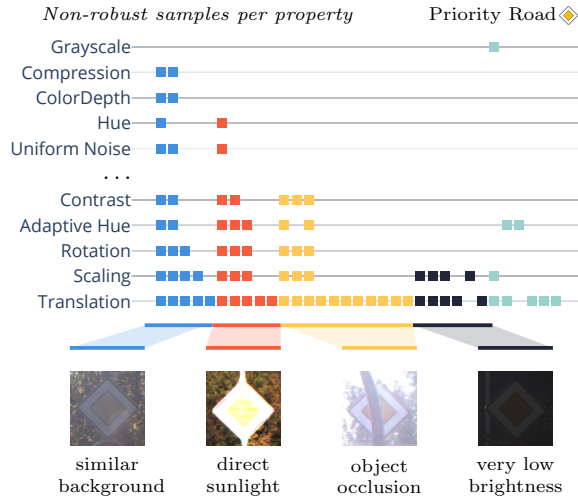 Non-robust samples per property Priority Road
Grayscale
Compression
ColorDepth
Hue
Uniform Noise
...
Contrast
Adaptive Hue
Rotation
Scaling
Translation
similar background
direct sunlight
object occlusion
very low brightness